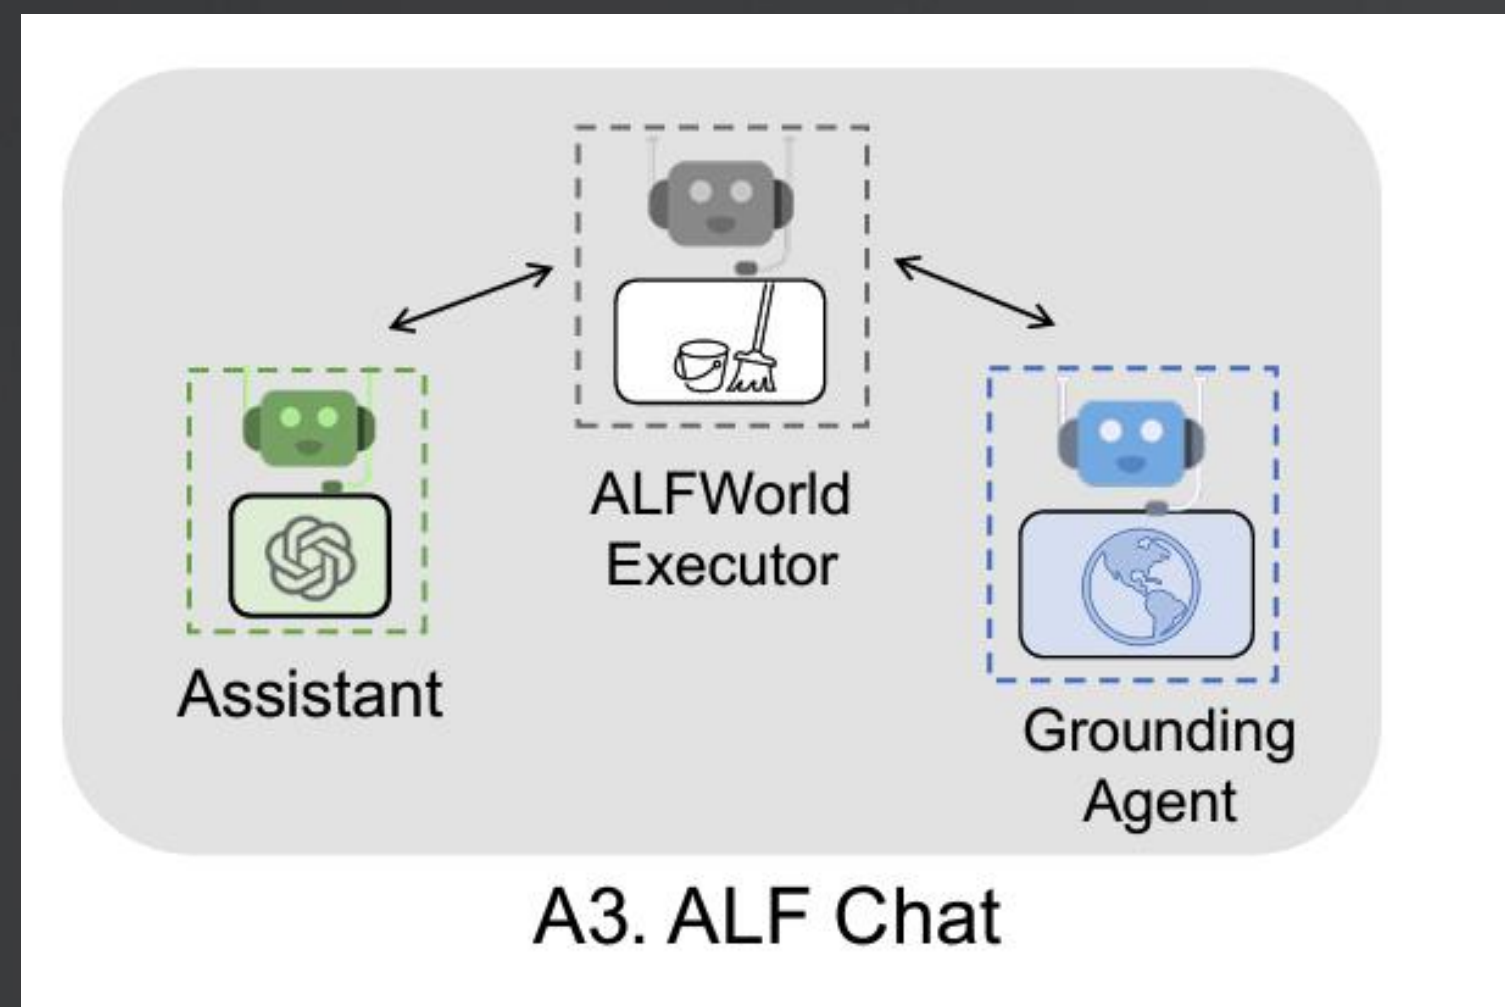 ALFWorld
Executor
Assistant
Grounding
Agent
A3. ALF Chat